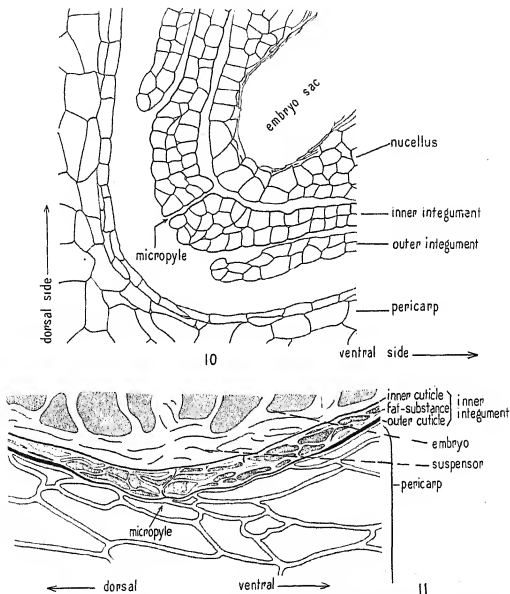 embryo sac
nucellus
inner integumant
outer integument
micropyle
pericarp
dorsal side
10
ventral side
inner cuticle
fat-substance
outer cuticle
inner
integument
embryo
suspensor
pericarp
micropyle
dorsal
ventral
11